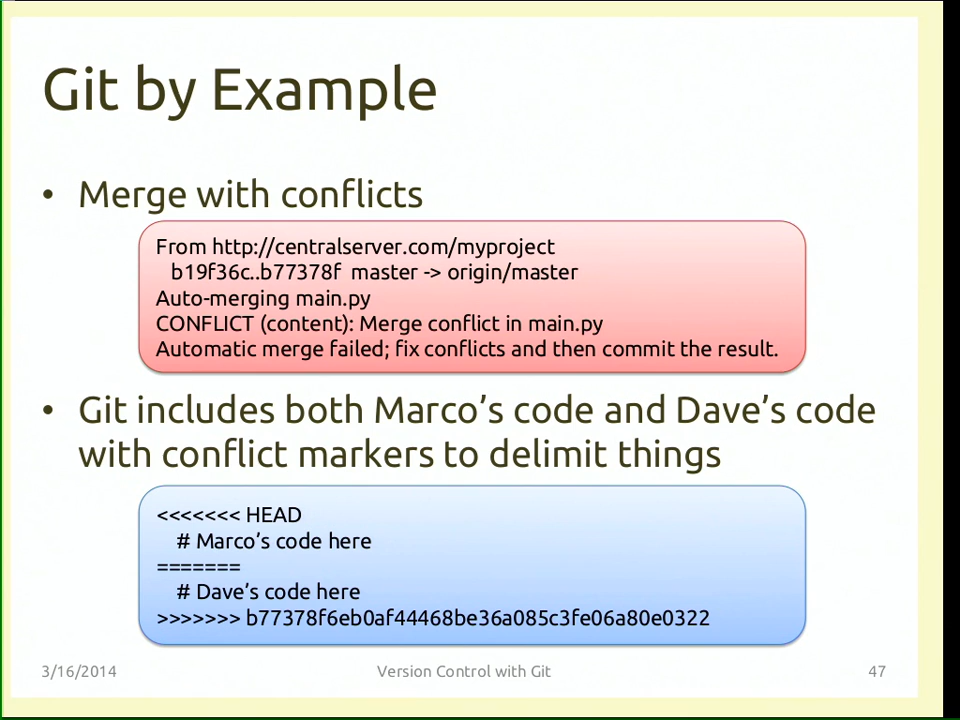 Git by Example
• Merge with conflicts
From http://centralserver.com/myproject
b19f36c..b77378f master -> origin/master
Auto-merging main.py
CONFLICT (content): Merge conflict in main.py
Automatic merge failed; fix conflicts and then commit the result.
• Git includes both Marco’s code and Dave’s code
with conflict markers to delimit things
<<<<<<< HEAD
# Marco’s code here
=======
# Dave’s code here
>>>>>>> b77378f6eb0af44468be36a085c3fe06a80e0322
3/16/2014 Version Control with Git 47